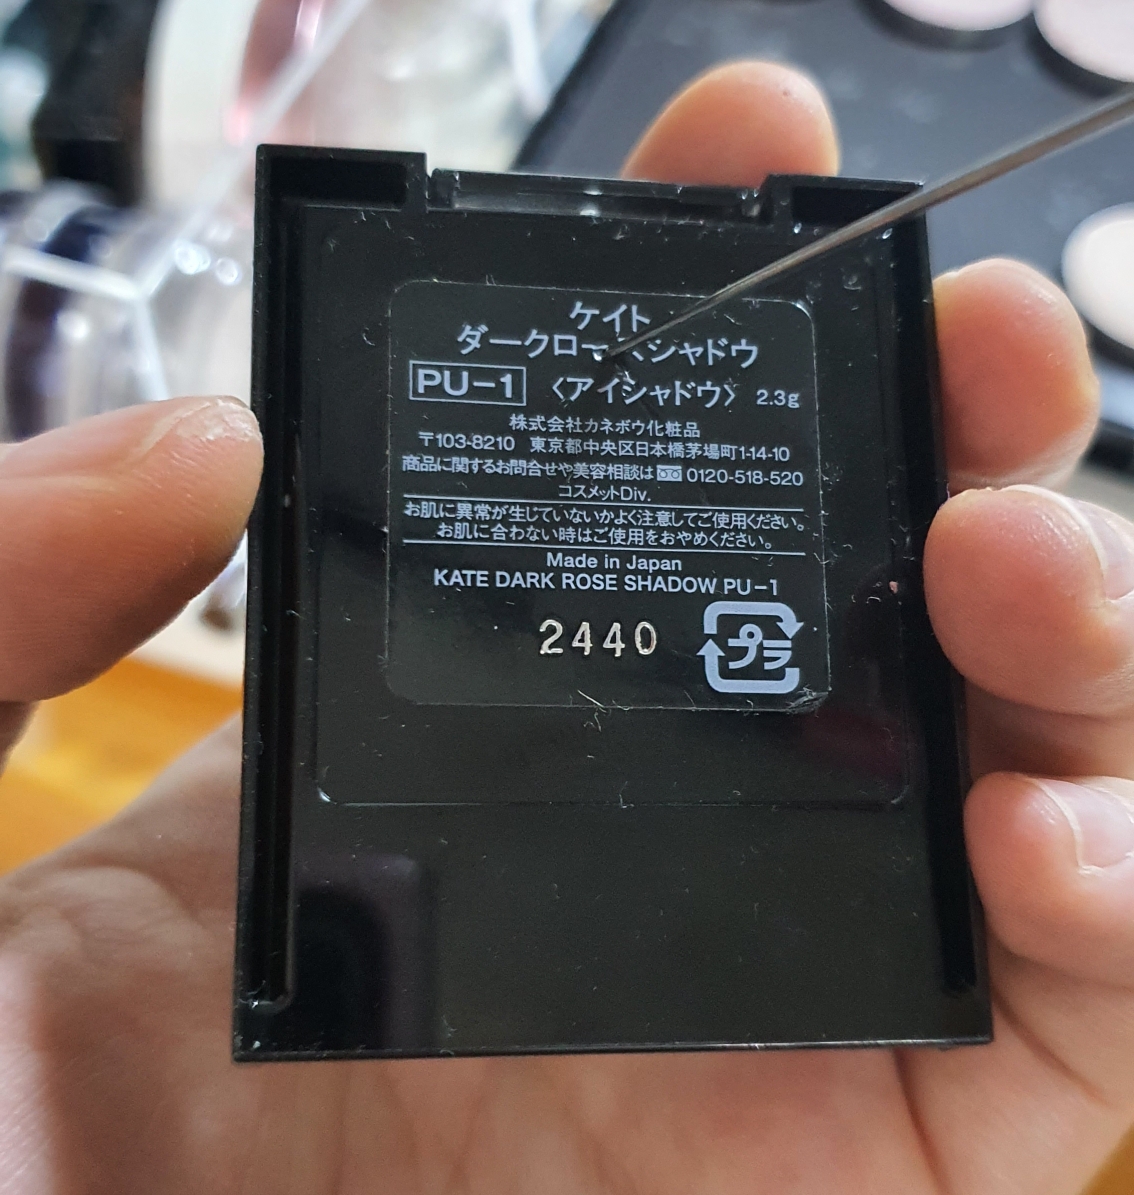 ケイト
ダークローズシャドウ
PU-1 〈アイシャドウ〉 2.3g
株式会社カネボウ化粧品
〒103-8210 東京都中央区日本橋茅場町1-14-10
商品に関するお問合せや美容相談は 0120-518-520
コスメットDiv.
お肌に異常が生じていないかよく注意してご使用ください。
お肌に合わない時はご使用をおやめください。
Made in Japan
KATE DARK ROSE SHADOW PU-1
2440
プラ